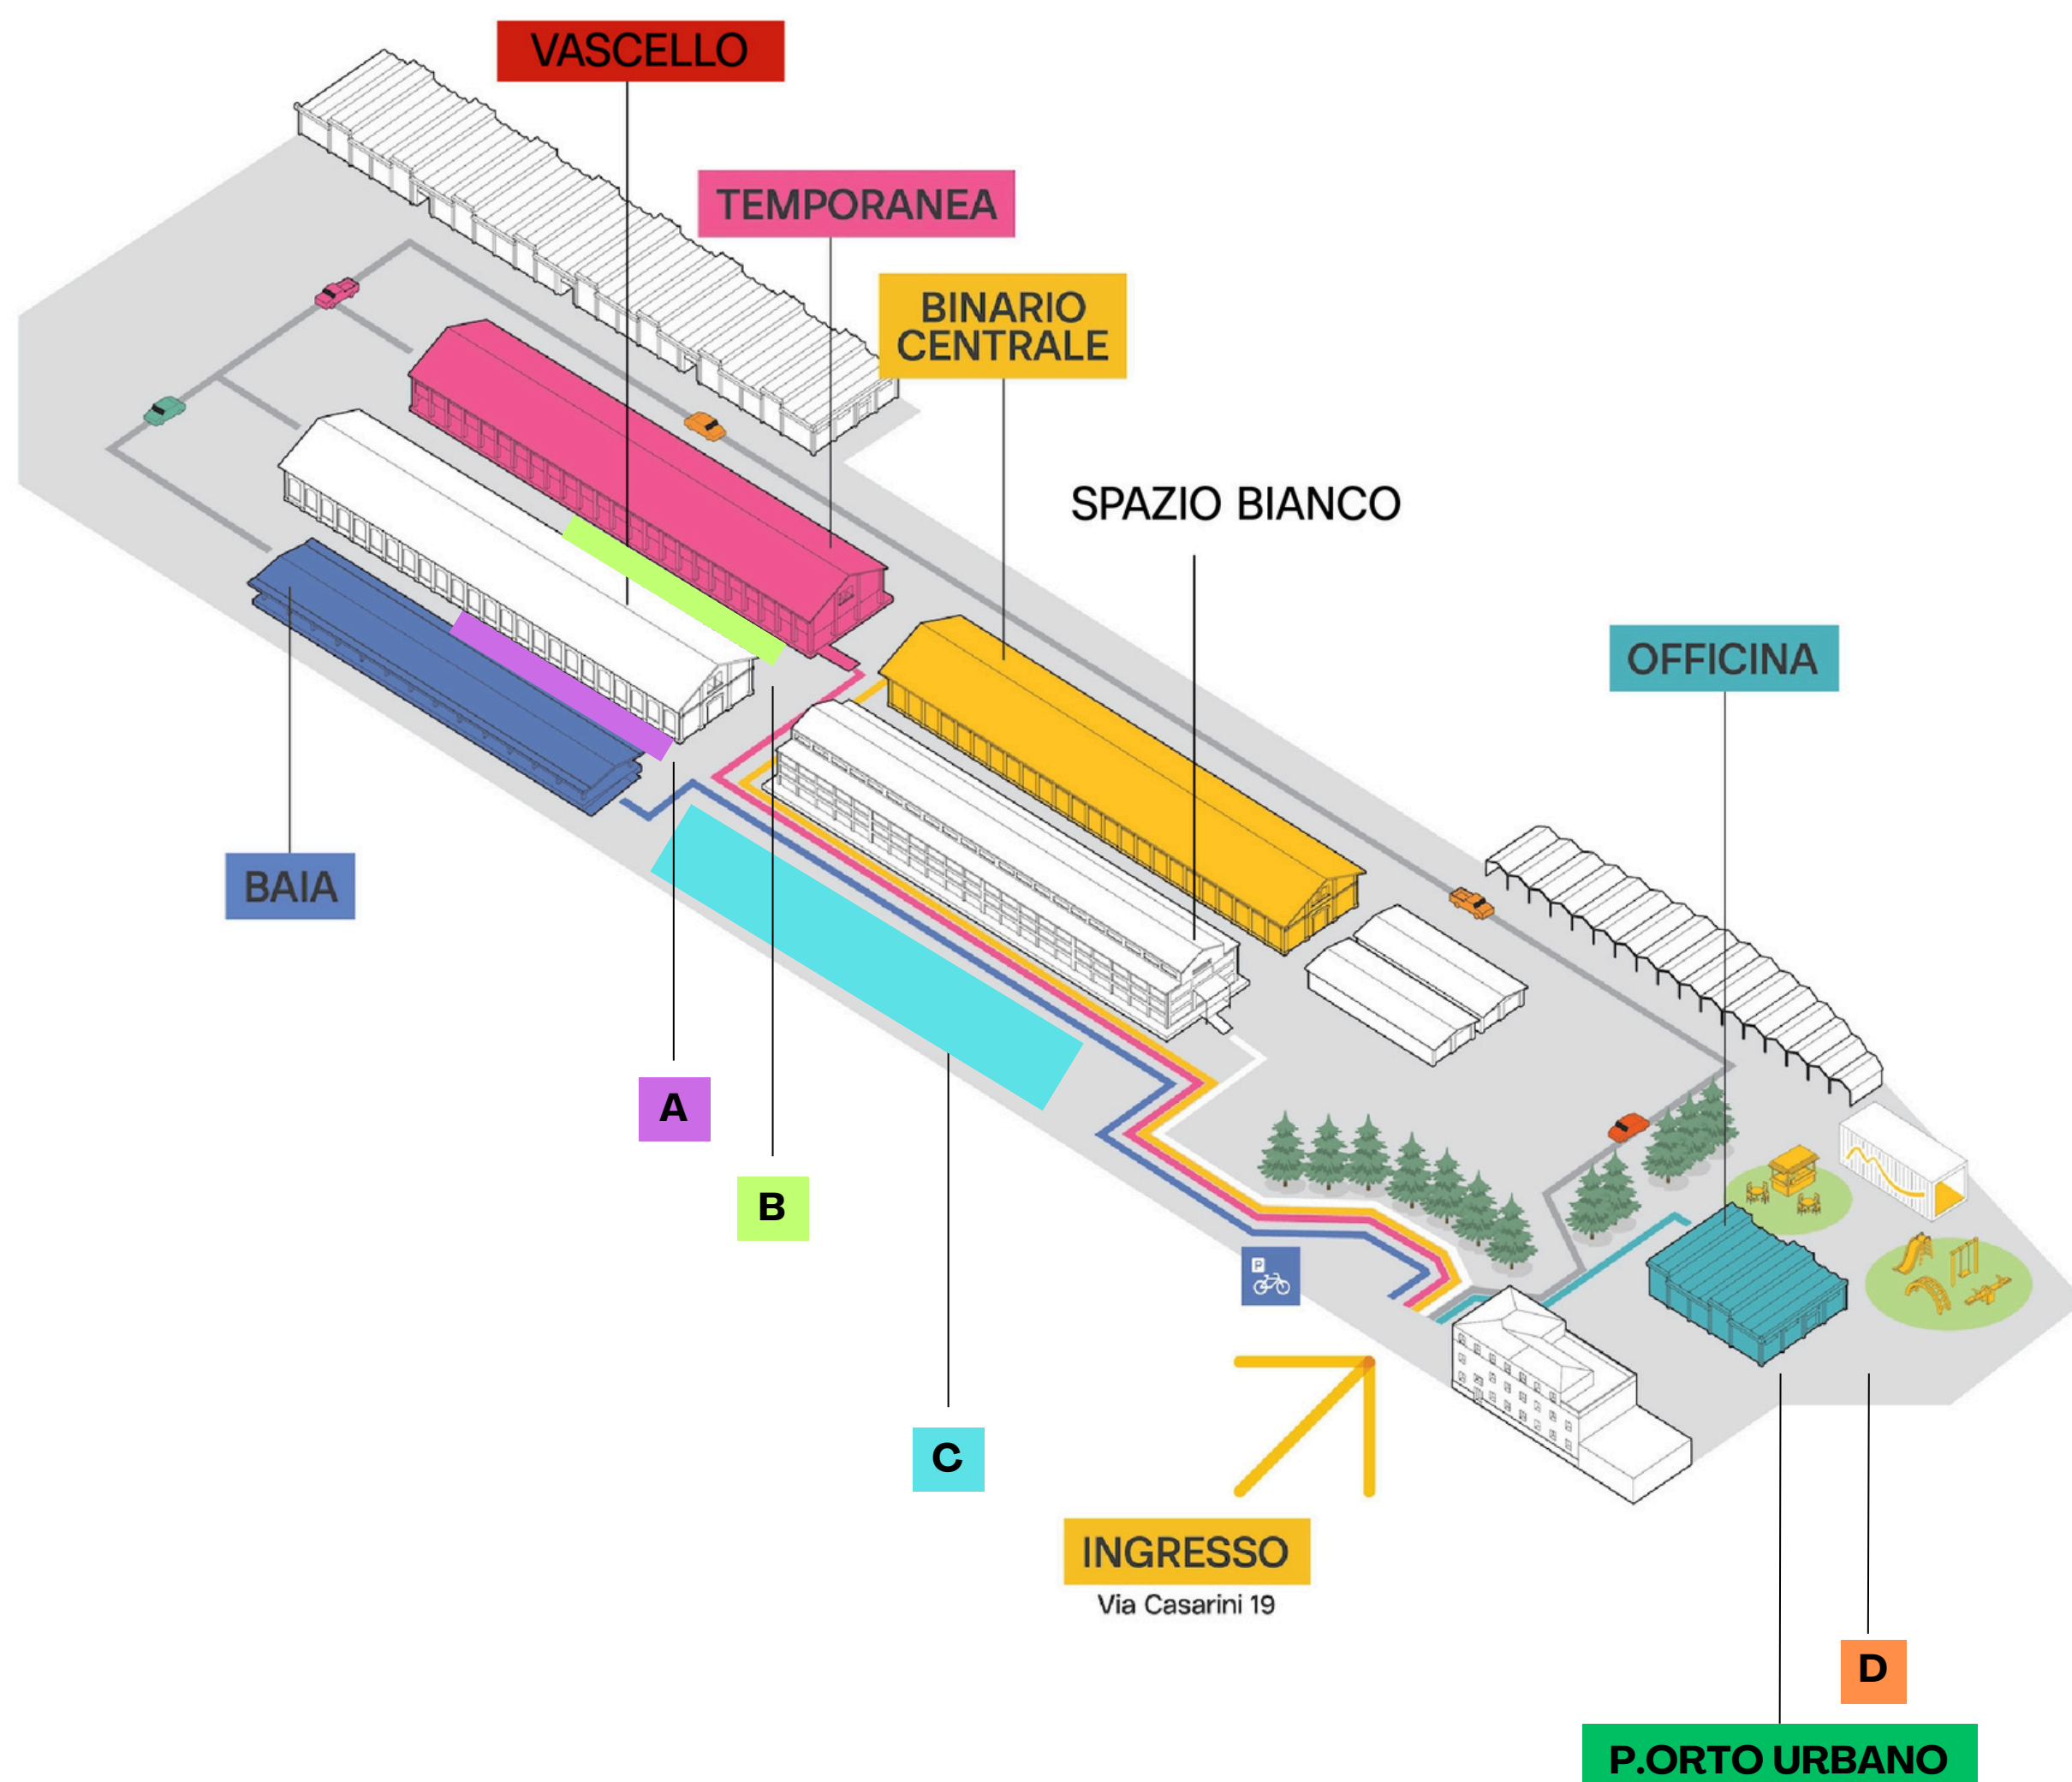 VASCELLO
TEMPORANEA
BINARIO
CENTRALE
SPAZIO BIANCO
OFFICINA
BAIA
A
B
P
C
INGRESSO
Via Casarini 19
D
P.ORTO URBANO